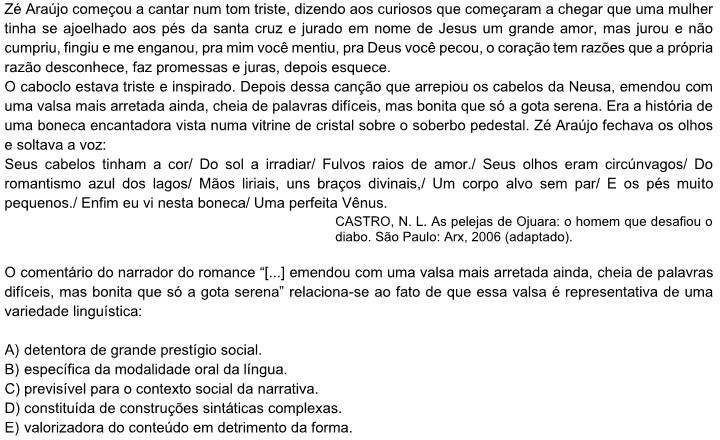 Zé Araújo começou a cantar num tom triste, dizendo aos curiosos que começaram a chegar que uma mulher
tinha se ajoelhado aos pés da santa cruz e jurado em nome de Jesus um grande amor, mas jurou e não
cumpriu, fingiu e me enganou, pra mim você mentiu, pra Deus você pecou, o coração tem razões que a própria
razão desconhece, faz promessas e juras, depois esquece.
O caboclo estava triste e inspirado. Depois dessa canção que arrepiou os cabelos da Neusa, emendou com
uma valsa mais arretada ainda, cheia de palavras difíceis, mas bonita que só a gota serena. Era a história de
uma boneca encantadora vista numa vitrine de cristal sobre o soberbo pedestal. Zé Araújo fechava os olhos
e soltava a voz:
Seus cabelos tinham a cor/ Do sol a irradiar/ Fulvos raios de amor./ Seus olhos eram circúnvagos/ Do
romantismo azul dos lagos/ Mãos liriais, uns braços divinais,/ Um corpo alvo sem par/ E os pés muito
pequenos./ Enfim eu vi nesta boneca/ Uma perfeita Vênus.
CASTRO, N. L. As pelejas de Ojuara: o homem que desafiou o
diabo. São Paulo: Arx, 2006 (adaptado).
O comentário do narrador do romance “[...] emendou com uma valsa mais arretada ainda, cheia de palavras
difíceis, mas bonita que só a gota serena” relaciona-se ao fato de que essa valsa é representativa de uma
variedade linguística:
A) detentora de grande prestígio social.
B) específica da modalidade oral da língua.
C) previsível para o contexto social da narrativa.
D) constituída de construções sintáticas complexas.
E) valorizadora do conteúdo em detrimento da forma.